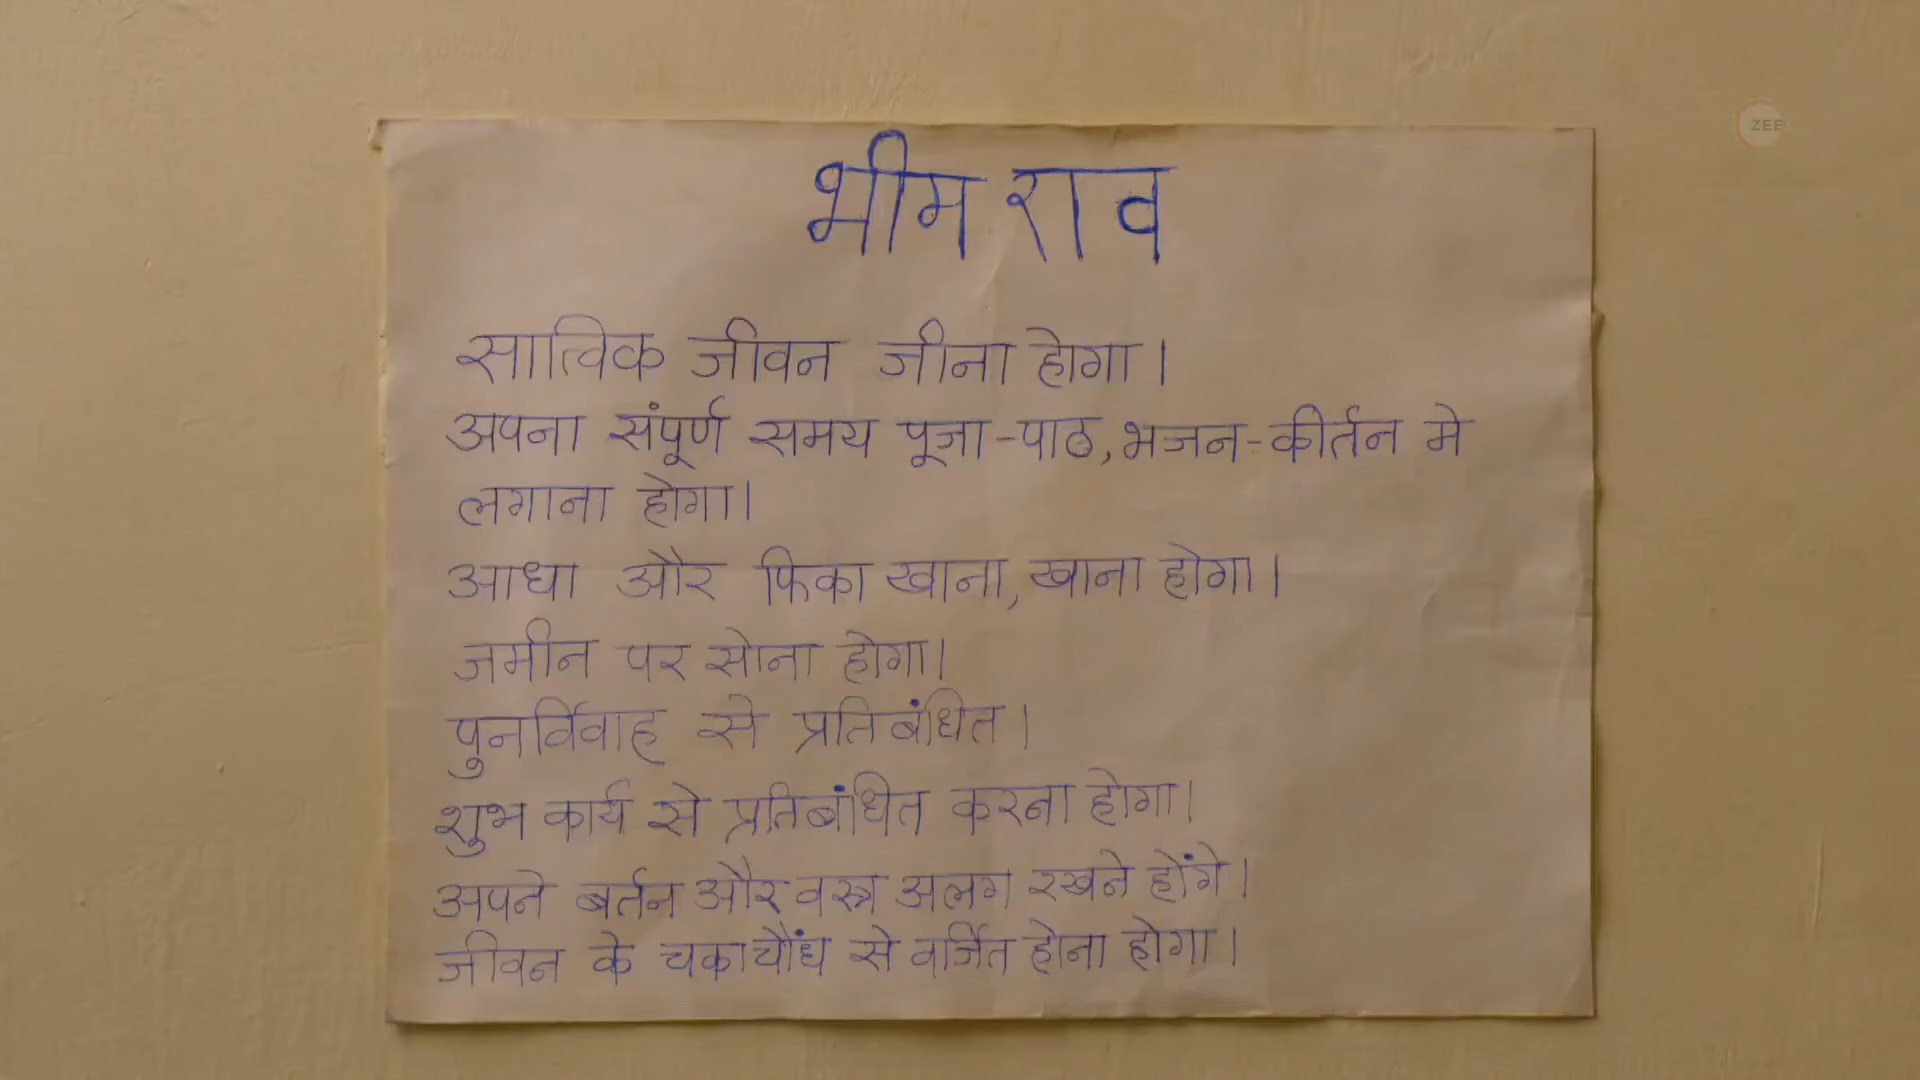 ZEE
भीम राव
सात्विक जीवन जीना होगा।
अपना संपूर्ण समय पूजा-पाठ, भजन-कीर्तन मे
लगाना होगा।
आधा और फिका खाना, खाना होगा।
जमीन पर सोना होगा।
पुनर्विवाह से प्रतिबंधित।
शुभ कार्य से प्रतिबंधित करना होगा।
अपने बर्तन और वस्त्र अलग रखने होंगे।
जीवन के चकाचौंध से वर्जित होना होगा।